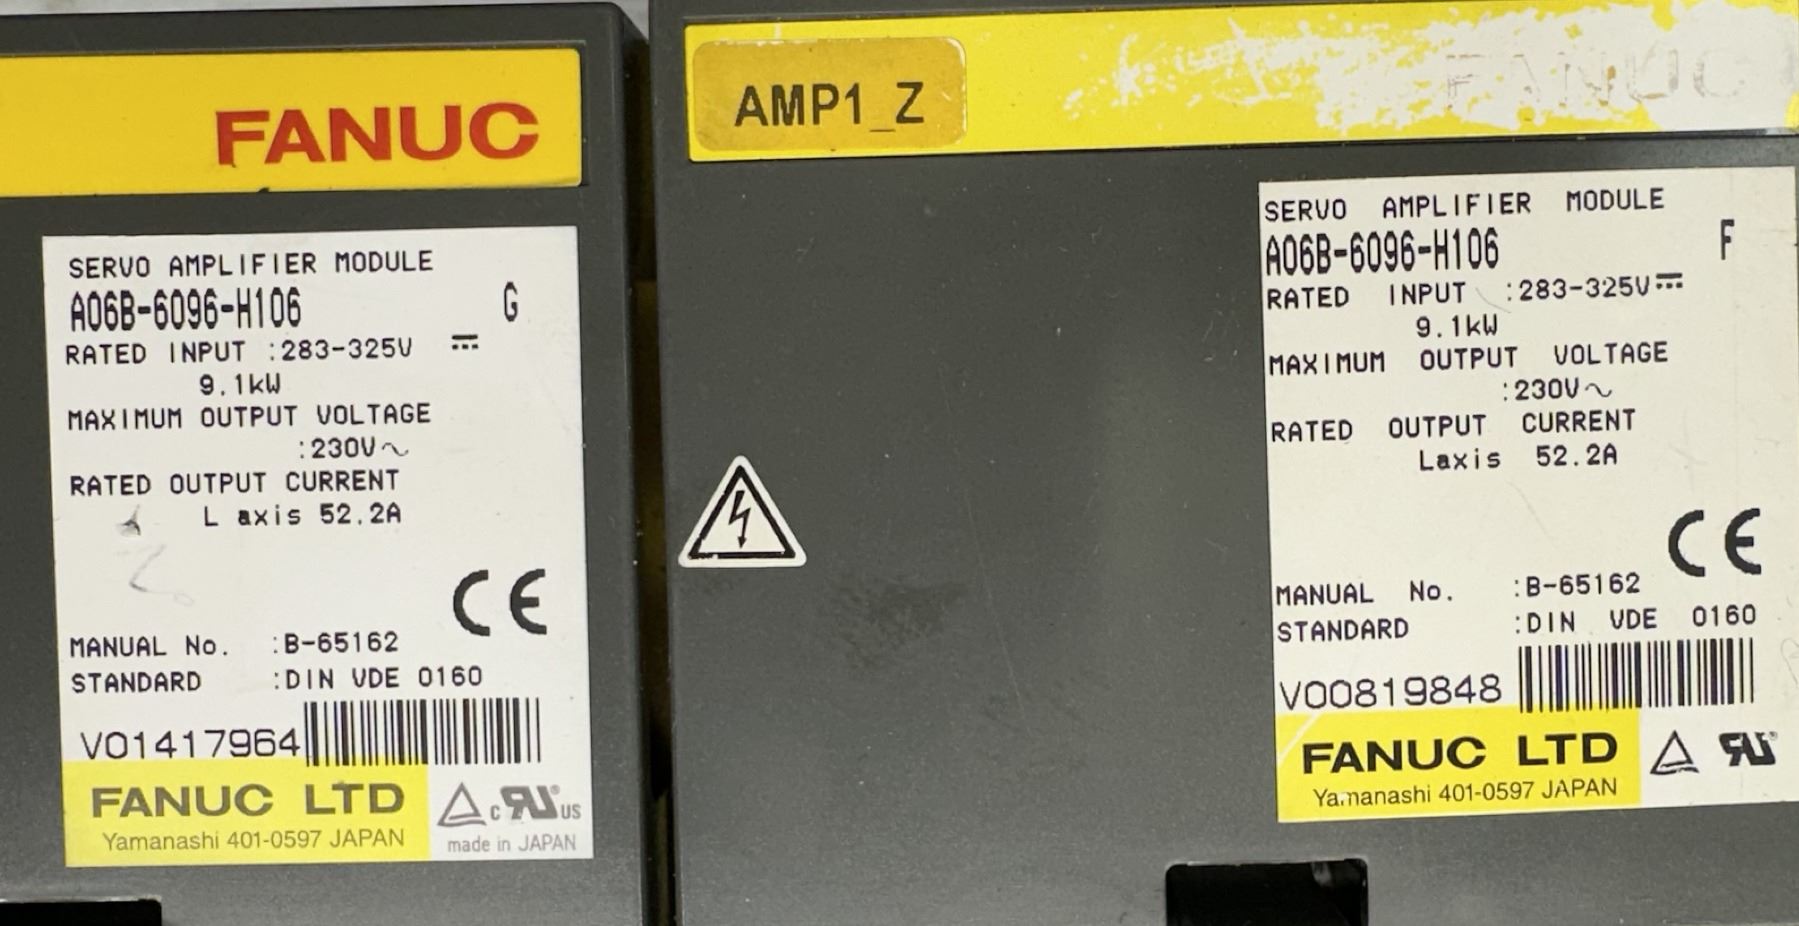 FANUC
SERVO AMPLIFIER MODULE
A06B-6096-H106 G
RATED INPUT :283-325V
9.1kW
MAXIMUM OUTPUT VOLTAGE
:230V~
RATED OUTPUT CURRENT
L axis 52.2A
CE
MANUAL No. :B-65162
STANDARD :DIN VDE 0160
V01417964
FANUC LTD
Yamanashi 401-0597 JAPAN
c RU® US
made in JAPAN
AMP1_Z
FANUC
SERVO AMPLIFIER MODULE
A06B-6096-H106 F
RATED INPUT :283-325V
9.1kW
MAXIMUM OUTPUT VOLTAGE
:230V~
RATED OUTPUT CURRENT
Laxis 52.2A
CE
MANUAL No. :B-65162
STANDARD :DIN VDE 0160
V00819848
FANUC LTD
Yamanashi 401-0597 JAPAN
RU®